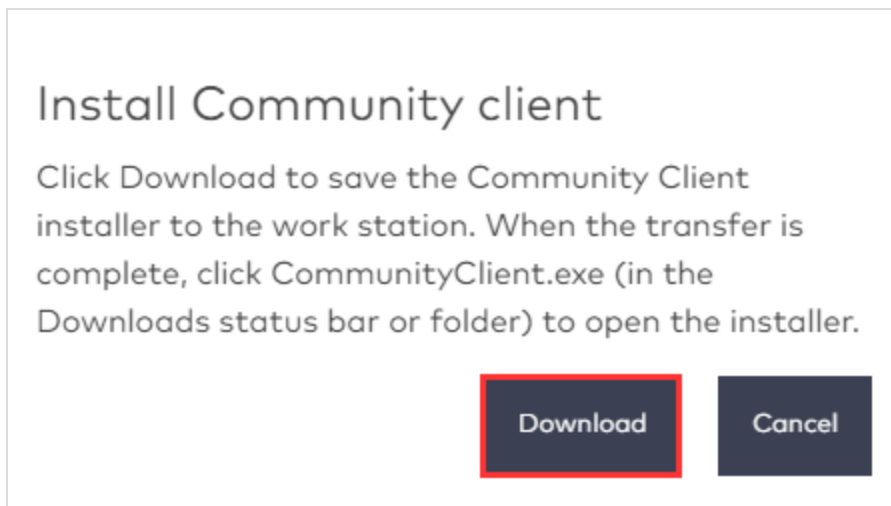 Install Community client
Click Download to save the Community Client
installer to the work station. When the transfer is
complete, click CommunityClient.exe (in the
Downloads status bar or folder) to open the installer.
Download
Cancel